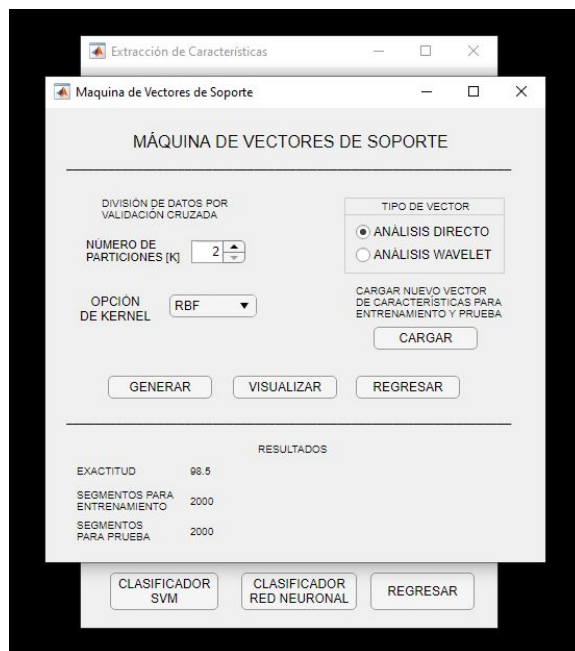 Extracción de Características
Maquina de Vectores de Soporte
MÁQUINA DE VECTORES DE SOPORTE
DIVISIÓN DE DATOS POR
VALIDACIÓN CRUZADA
NÚMERO DE
PARTICIONES [K]
2
OPCIÓN
DE KERNEL
RBF
TIPO DE VECTOR
ANÀLISIS DIRECTO
ANÀLISIS WAVELET
CARGAR NUEVO VECTOR
DE CARACTERÍSTICAS PARA
ENTRENAMIENTO Y PRUEBA
CARGAR
GENERAR
VISUALIZAR
REGRESAR
RESULTADOS
EXACTITUD 98.5
SEGMENTOS PARA
ENTRENAMIENTO 2000
SEGMENTOS
PARA PRUEBA 2000
CLASIFICADOR
SVM
CLASIFICADOR
RED NEURONAL
REGRESAR